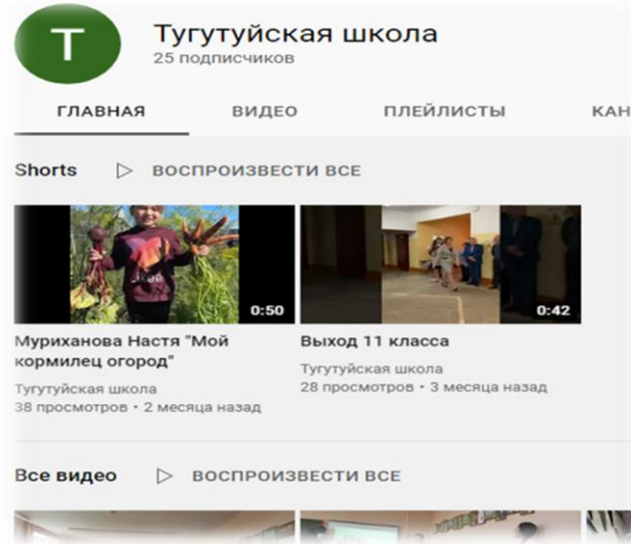 Т
Тугутуйская школа
25 подписчиков
ГЛАВНАЯ ВИДЕО ПЛЕЙЛИСТЫ КАН
Shorts ВОСПРОИЗВЕСТИ ВСЕ
0:50
0:42
Муриханова Настя "Мой
кормилец огород"
Тугутуйская школа
38 просмотров • 2 месяца назад
Выход 11 класса
Тугутуйская школа
28 просмотров • 3 месяца назад
Все видео ВОСПРОИЗВЕСТИ ВСЕ